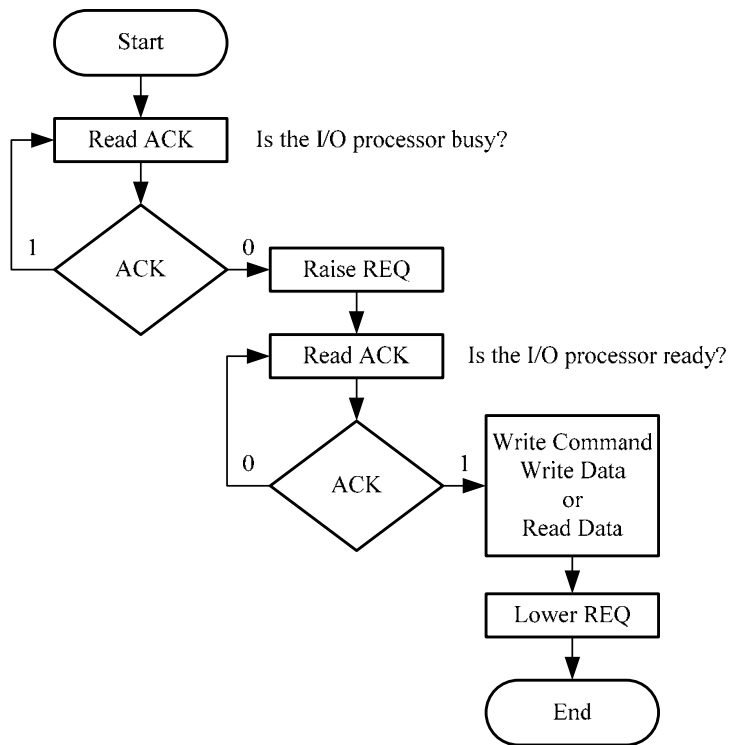 Start
Read ACK
Is the I/O processor busy?
1
ACK
0
Raise REQ
Read ACK
Is the I/O processor ready?
0
ACK
1
Write Command
Write Data
or
Read Data
Lower REQ
End